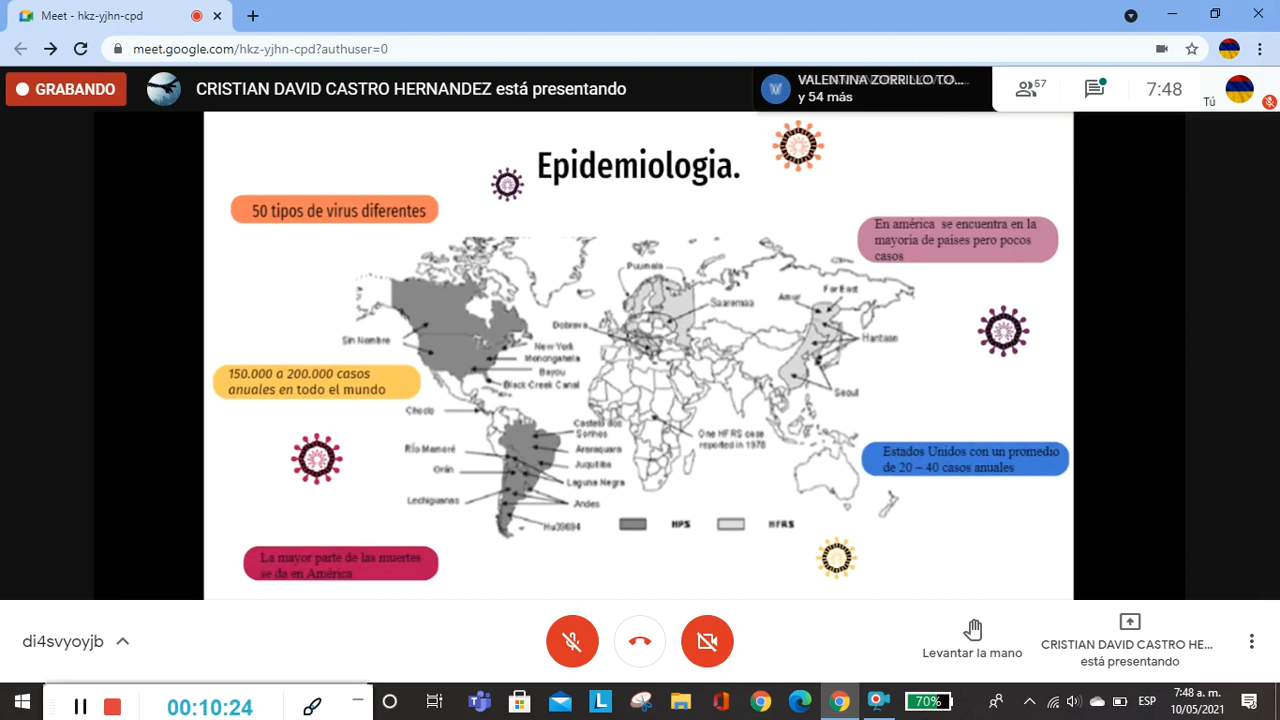 Meet - hkz-yjhn-cpd
meet.google.com/hkz-yjhn-cpd?authuser=0
GRABANDO
CRISTIAN DAVID CASTRO HERNANDEZ está presentando
y 54 más
57
7:48
Tú
Epidemiologia.
50 tipos de virus diferentes
En américa se encuentra en la
mayoria de paises pero pocos
casos
Puumala
Saaremaa
Amur
Far East
Dobrava
Hantaan
Sin Nombre
New York
Monongahela
Bayou
Black Creek Canal
Seoul
150.000 a 200.000 casos
anuales en todo el mundo
Choclo
Castelo dos
Sonhos
One HFRS case
reported in 1978
Río Mamoré
Araraquara
Juquitiba
Orán
Laguna Negra
Lechiguanas
Andes
Hu39694
HPS
HFRS
Estados Unidos con un promedio
de 20 – 40 casos anuales
La mayor parte de las muertes
se da en América
di4svyoyjb
Levantar la mano
CRISTIAN DAVID CASTRO HE...
está presentando
00:10:24
70%
ESP
7:48 a. m.
10/05/2021